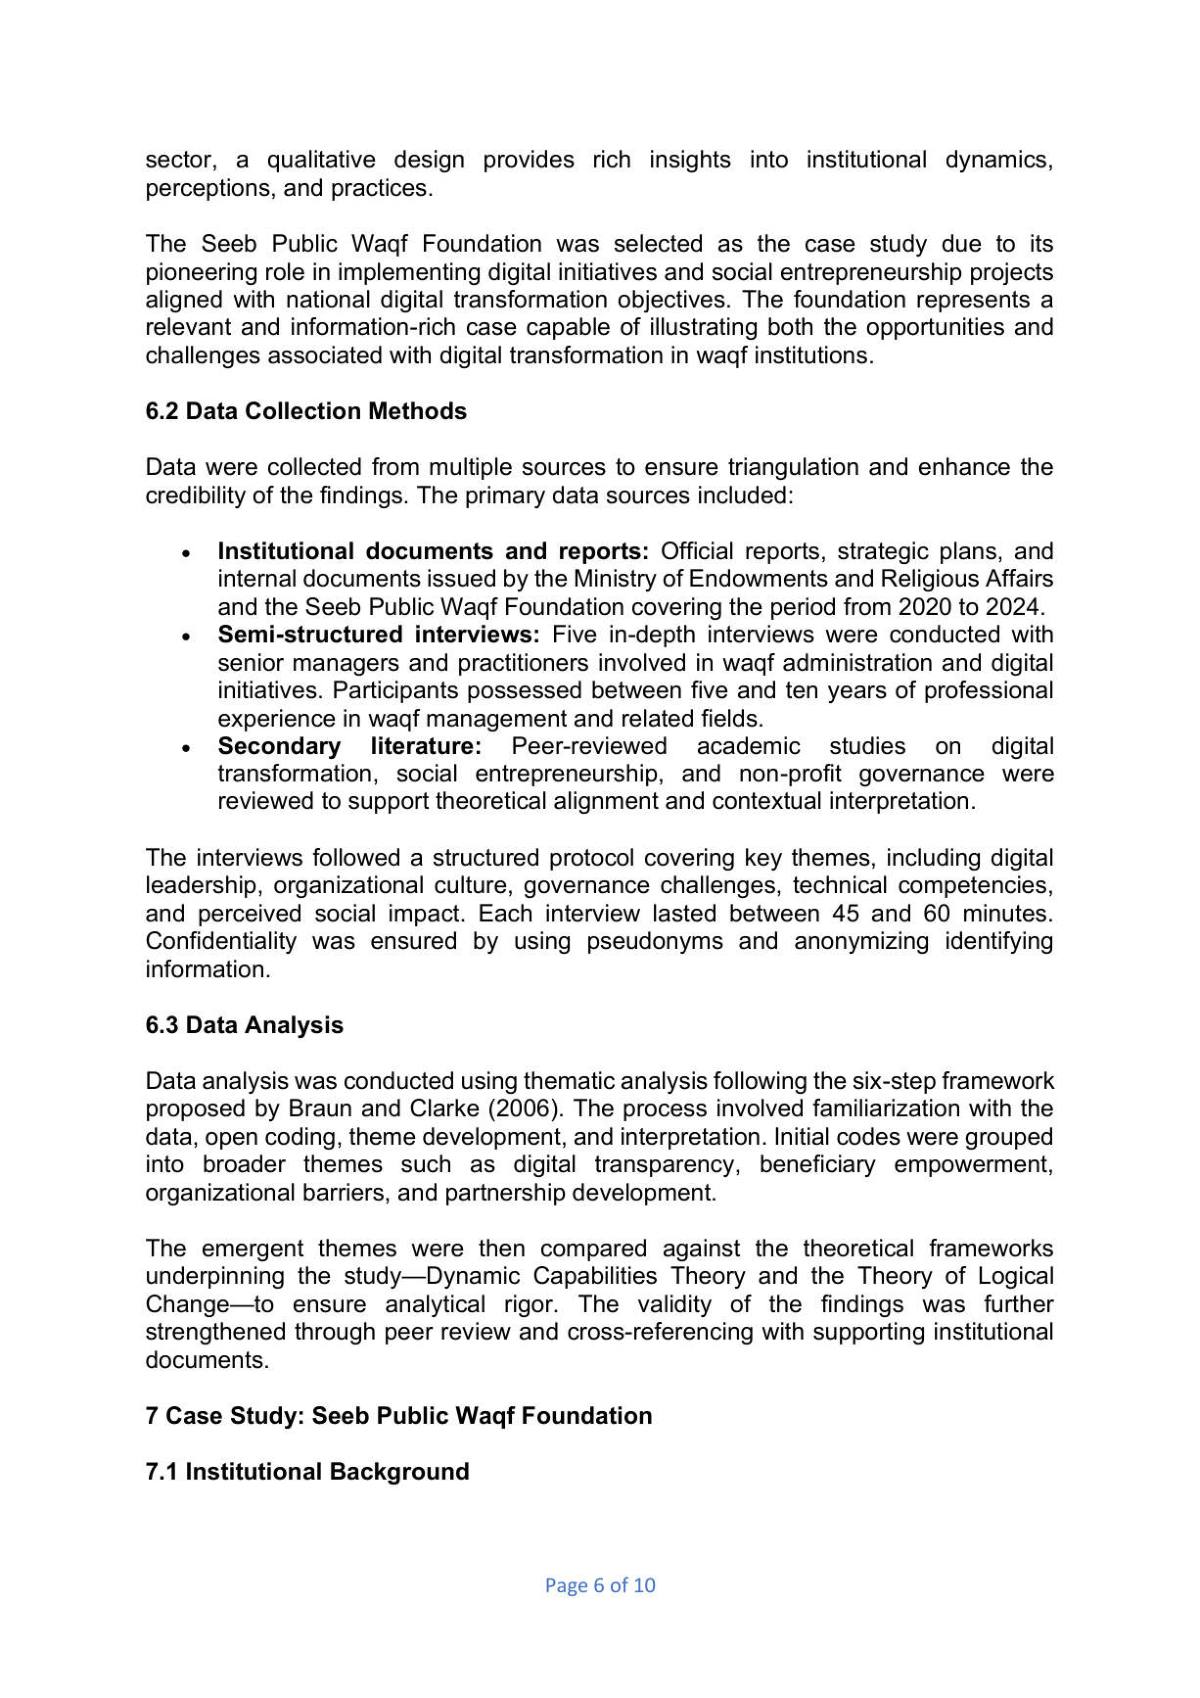 sector, a qualitative design provides rich insights into institutional dynamics,
perceptions, and practices.
The Seeb Public Waqf Foundation was selected as the case study due to its
pioneering role in implementing digital initiatives and social entrepreneurship projects
aligned with national digital transformation objectives. The foundation represents a
relevant and information-rich case capable of illustrating both the opportunities and
challenges associated with digital transformation in waqf institutions.
6.2 Data Collection Methods
Data were collected from multiple sources to ensure triangulation and enhance the
credibility of the findings. The primary data sources included:
• Institutional documents and reports: Official reports, strategic plans, and
internal documents issued by the Ministry of Endowments and Religious Affairs
and the Seeb Public Waqf Foundation covering the period from 2020 to 2024.
• Semi-structured interviews: Five in-depth interviews were conducted with
senior managers and practitioners involved in waqf administration and digital
initiatives. Participants possessed between five and ten years of professional
experience in waqf management and related fields.
• Secondary literature: Peer-reviewed academic studies on digital
transformation, social entrepreneurship, and non-profit governance were
reviewed to support theoretical alignment and contextual interpretation.
The interviews followed a structured protocol covering key themes, including digital
leadership, organizational culture, governance challenges, technical competencies,
and perceived social impact. Each interview lasted between 45 and 60 minutes.
Confidentiality was ensured by using pseudonyms and anonymizing identifying
information.
6.3 Data Analysis
Data analysis was conducted using thematic analysis following the six-step framework
proposed by Braun and Clarke (2006). The process involved familiarization with the
data, open coding, theme development, and interpretation. Initial codes were grouped
into broader themes such as digital transparency, beneficiary empowerment,
organizational barriers, and partnership development.
The emergent themes were then compared against the theoretical frameworks
underpinning the study—Dynamic Capabilities Theory and the Theory of Logical
Change—to ensure analytical rigor. The validity of the findings was further
strengthened through peer review and cross-referencing with supporting institutional
documents.
7 Case Study: Seeb Public Waqf Foundation
7.1 Institutional Background
Page 6 of 10